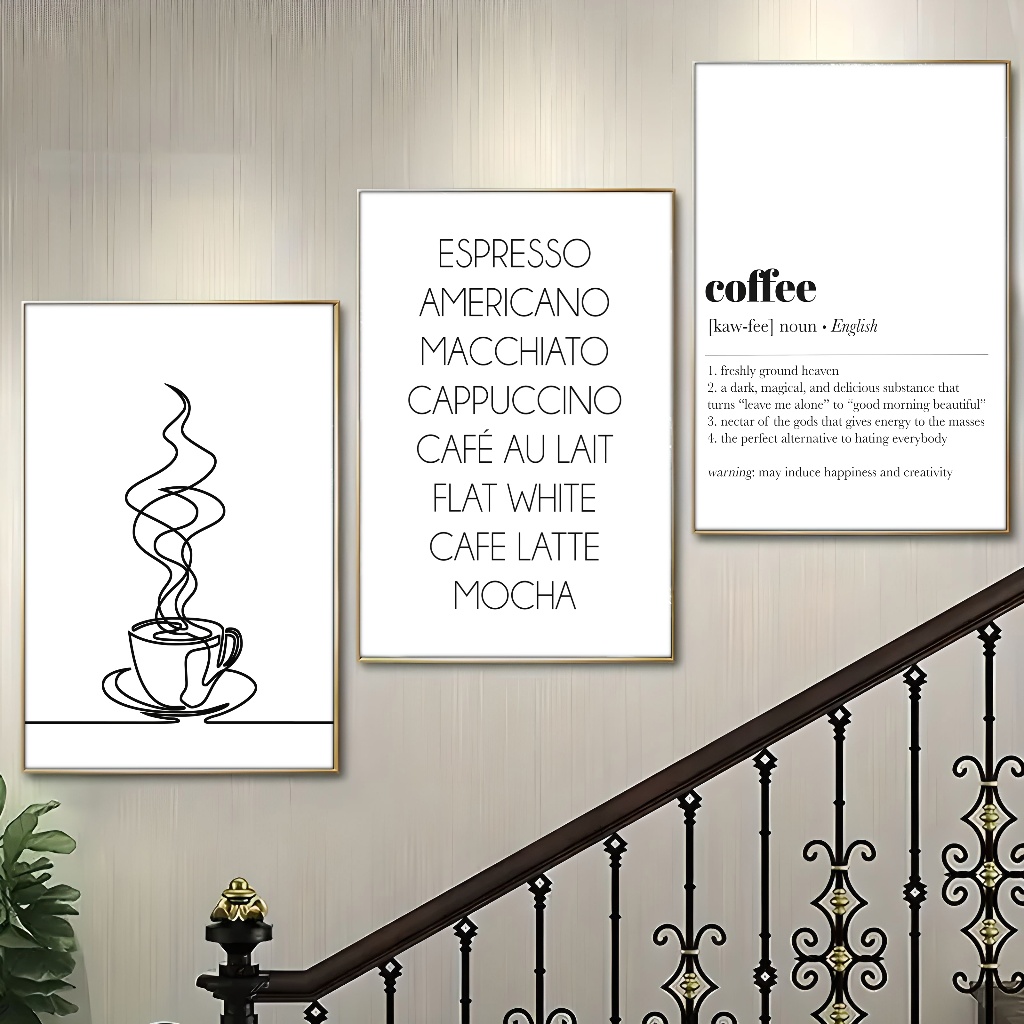 ESPRESSO
AMERICANO
MACCHIATO
CAPPUCCINO
CAFÉ AU LAIT
FLAT WHITE
CAFE LATTE
MOCHA
coffee
[kaw-fee] noun • English
1. freshly ground heaven
2. a dark, magical, and delicious substance that
turns “leave me alone” to “good morning beautiful”
3. nectar of the gods that gives energy to the masses
4. the perfect alternative to hating everybody
warning: may induce happiness and creativity